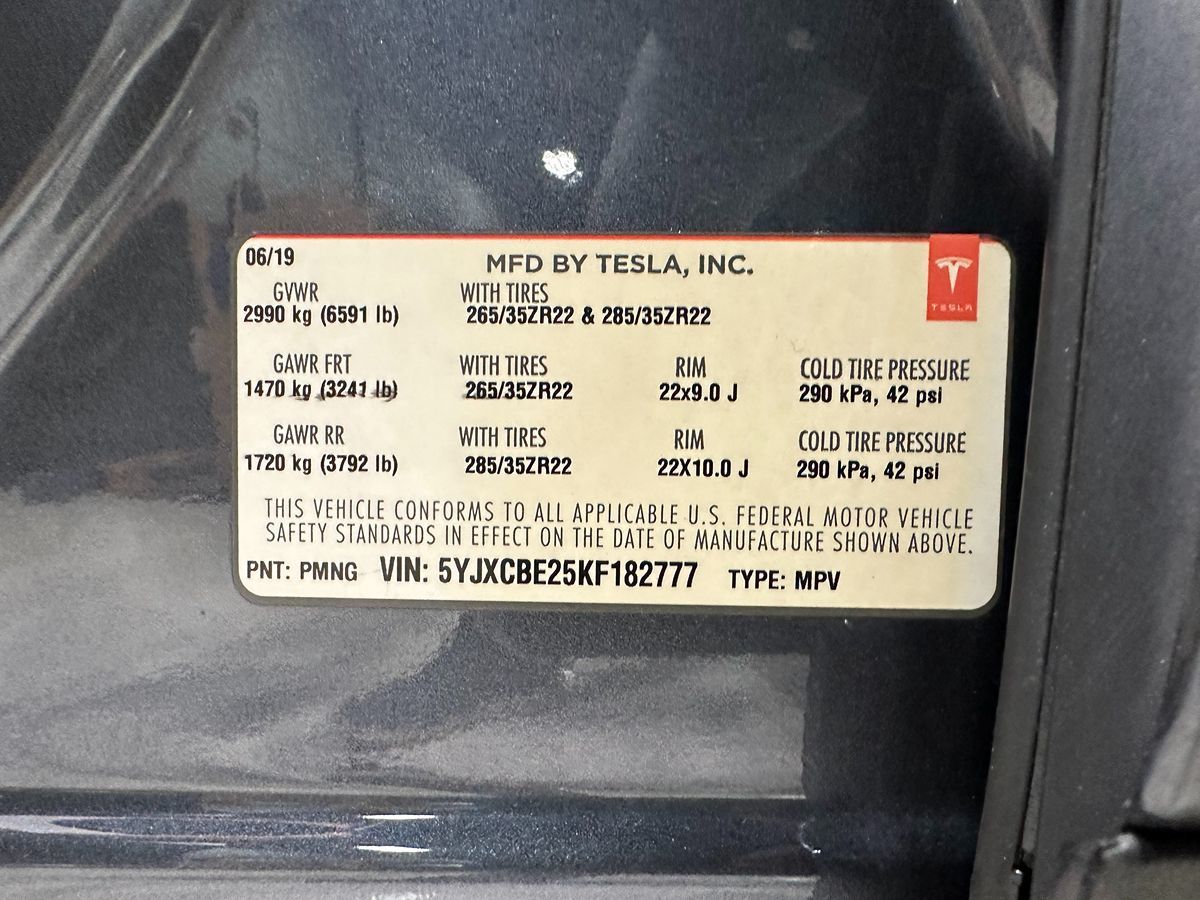 06/19 MFD BY TESLA, INC.
TESLA
GVWR WITH TIRES
2990 kg (6591 lb) 265/35ZR22 & 285/35ZR22
GAWR FRT WITH TIRES RIM COLD TIRE PRESSURE
1470 kg (3241 lb) 265/35ZR22 22x9.0 J 290 kPa, 42 psi
GAWR RR WITH TIRES RIM COLD TIRE PRESSURE
1720 kg (3792 lb) 285/35ZR22 22X10.0 J 290 kPa, 42 psi
THIS VEHICLE CONFORMS TO ALL APPLICABLE U.S. FEDERAL MOTOR VEHICLE
SAFETY STANDARDS IN EFFECT ON THE DATE OF MANUFACTURE SHOWN ABOVE.
PNT: PMNG VIN: 5YJXCBE25KF182777 TYPE: MPV